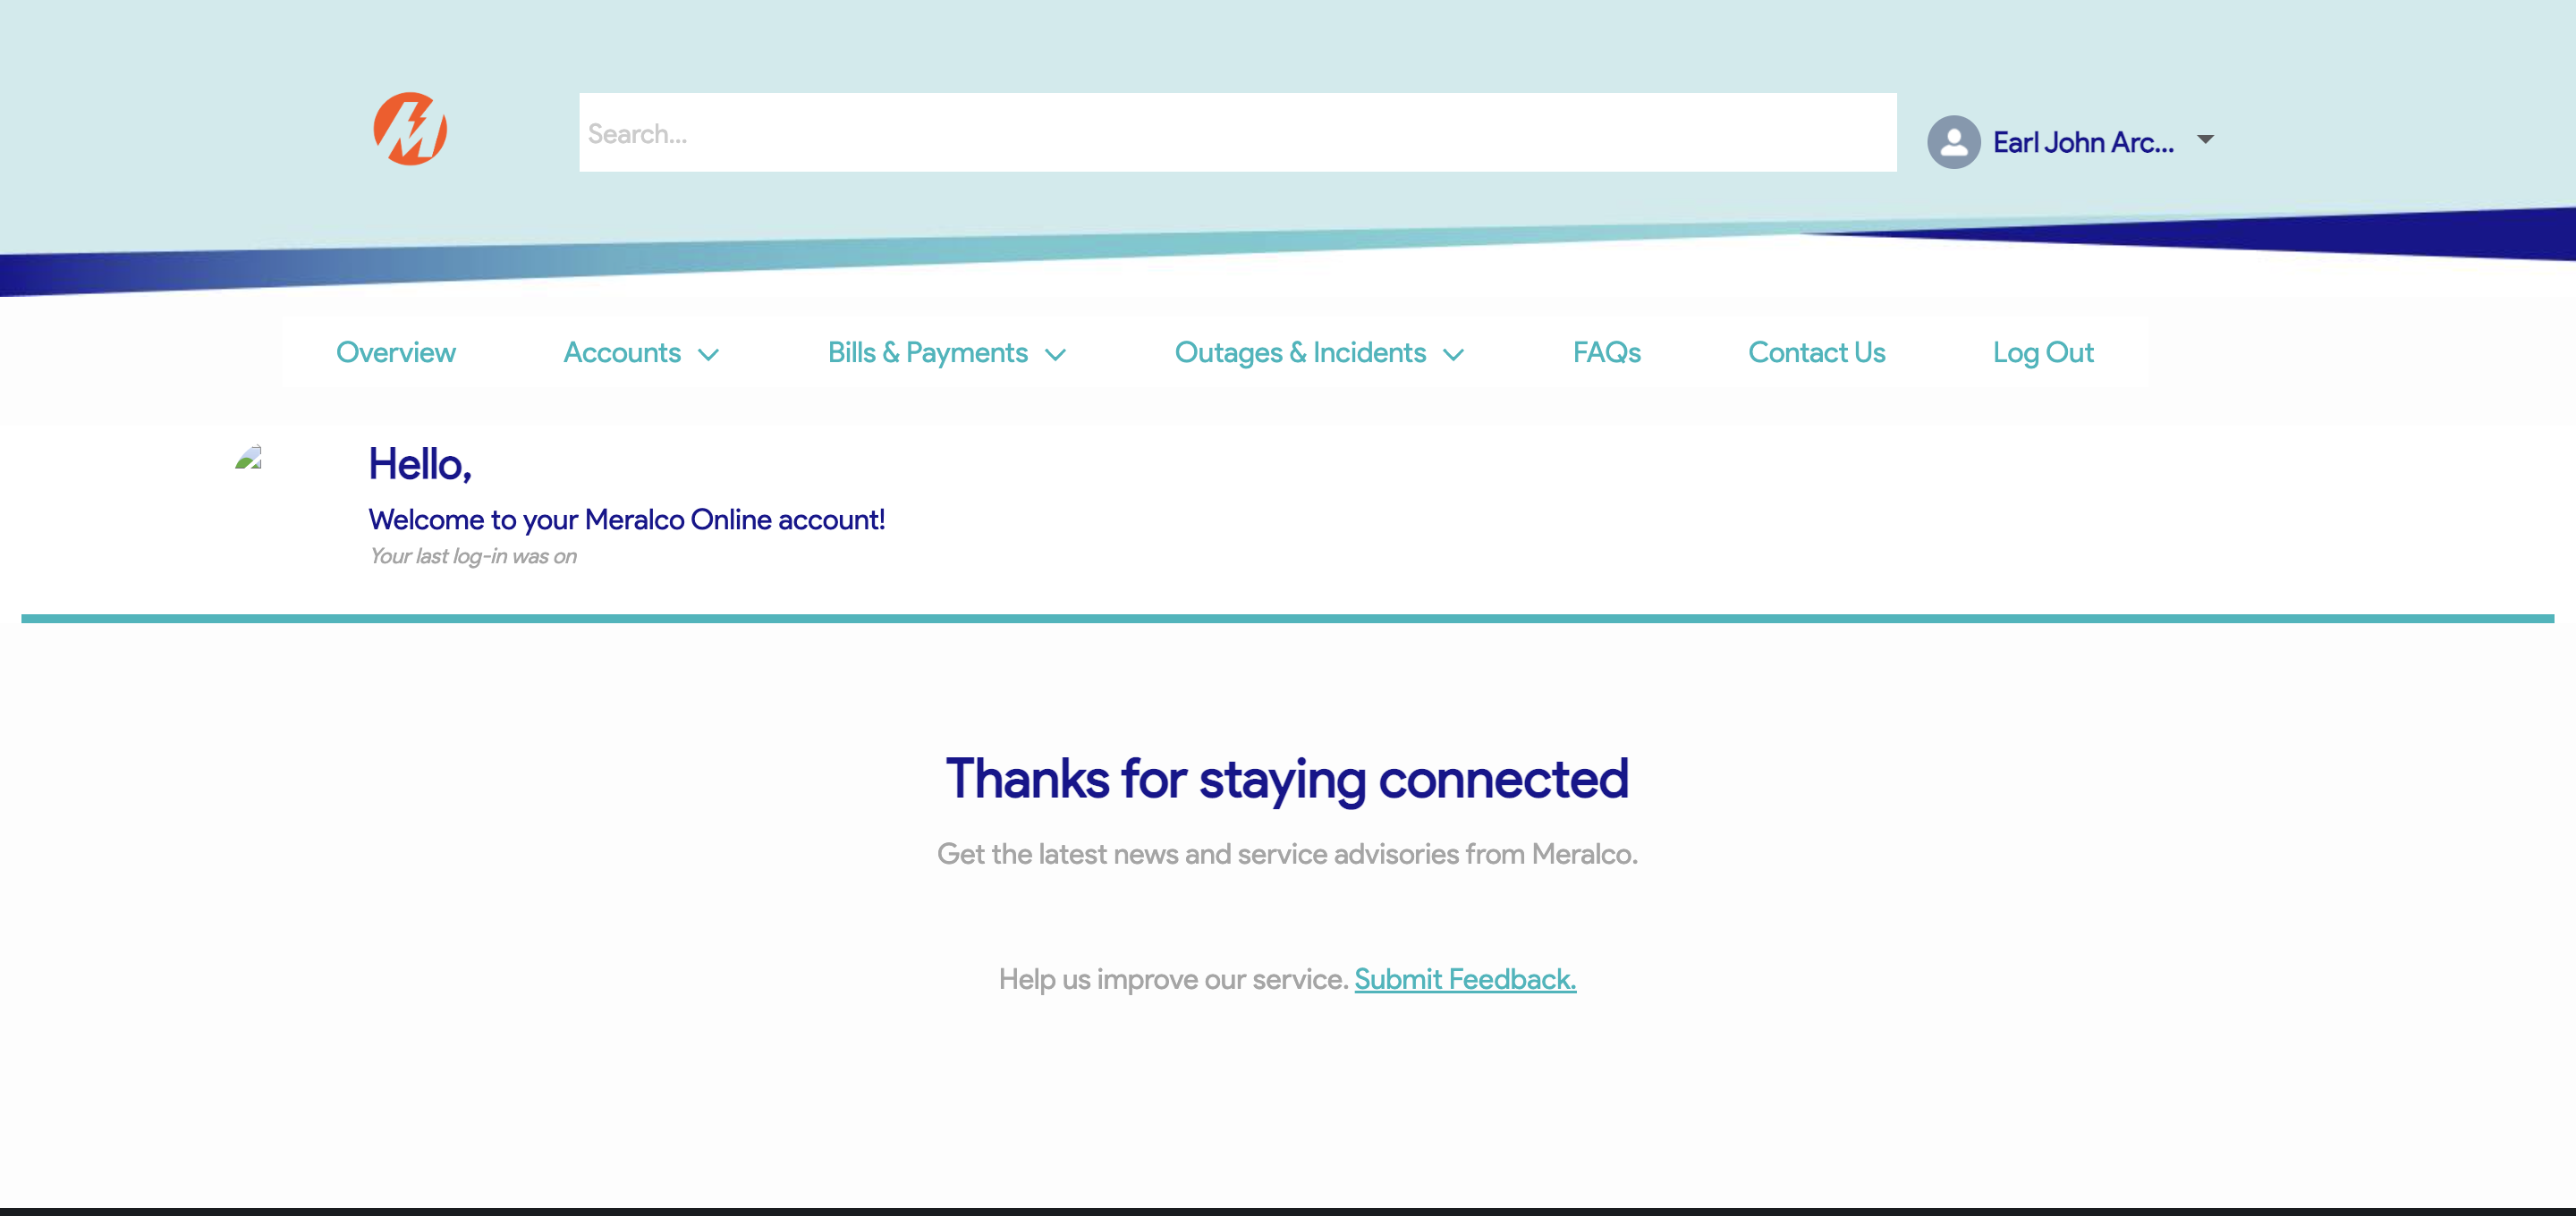 Search...
Earl John Arc...
Overview
Accounts
Bills & Payments
Outages & Incidents
FAQs
Contact Us
Log Out
Hello,
Welcome to your Meralco Online account!
Your last log-in was on
Thanks for staying connected
Get the latest news and service advisories from Meralco.
Help us improve our service. Submit Feedback.